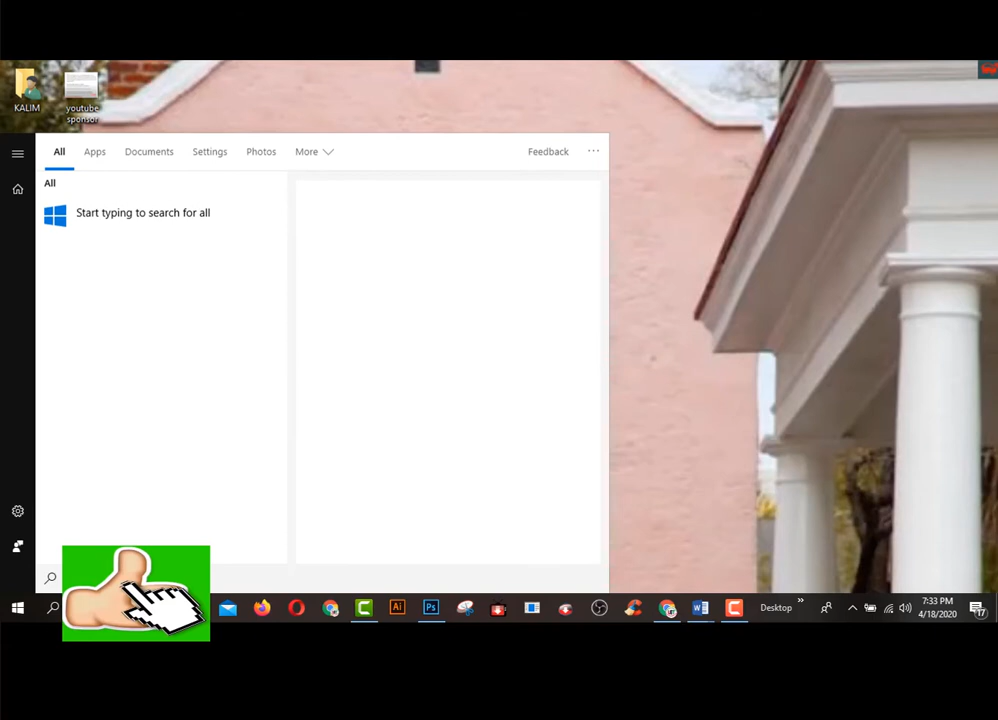 KALIM
youtube
sponsor
All Apps Documents Settings Photos More Feedback ...
All
Start typing to search for all
Ai Ps Desktop
7:33 PM
4/18/2020
17